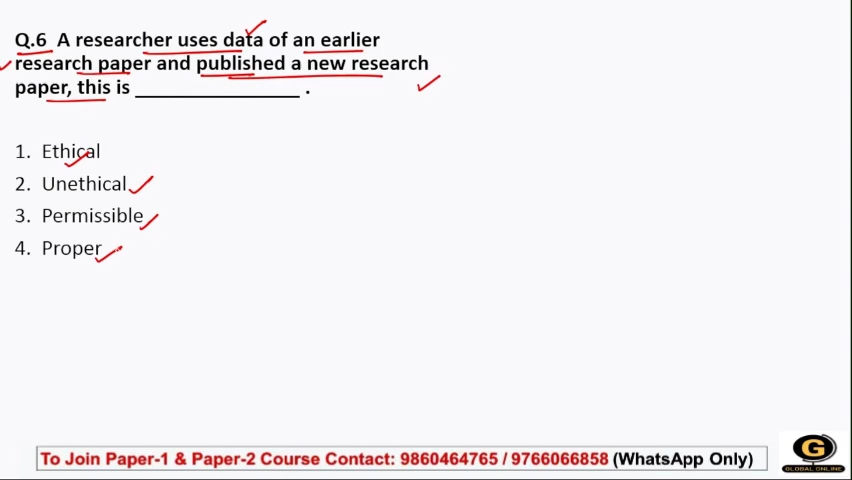 Q.6 A researcher uses data of an earlier
research paper and published a new research
paper, this is _______________ .
1. Ethical
2. Unethical
3. Permissible
4. Proper
G
GLOBAL ONLINE
To Join Paper-1 & Paper-2 Course Contact: 9860464765 / 9766066858 (WhatsApp Only)